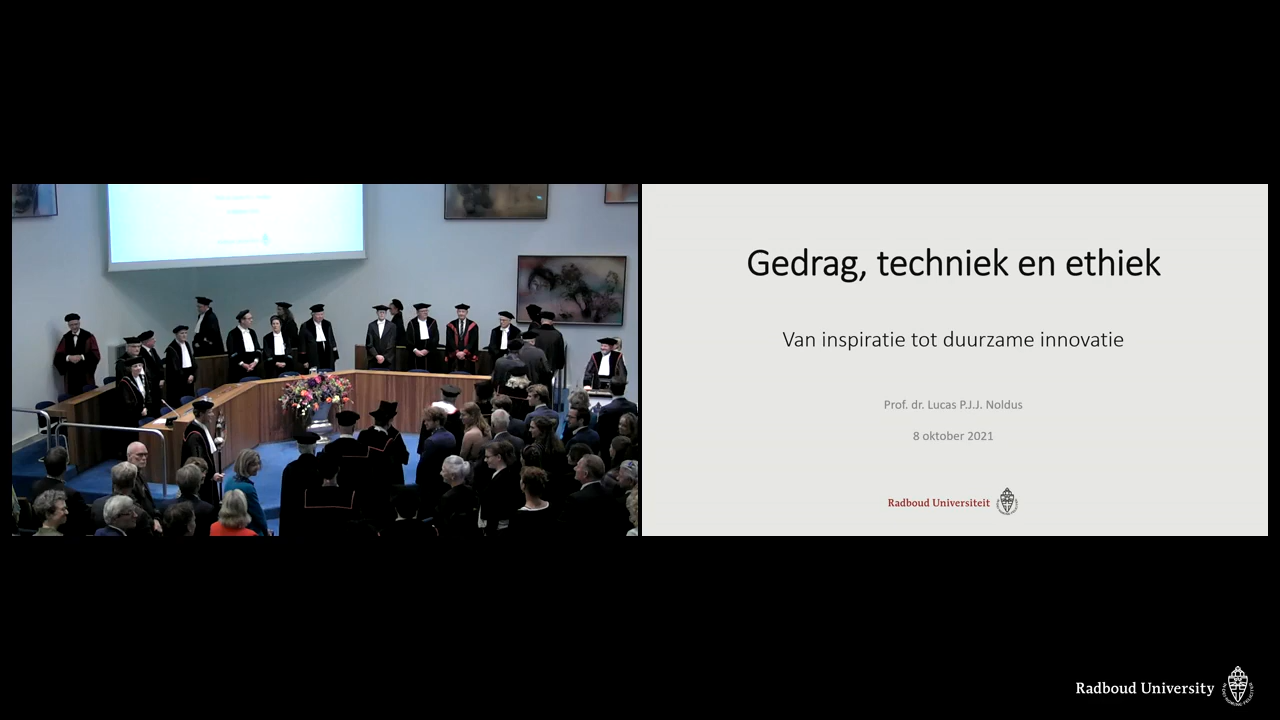 Gedrag, techniek en ethiek
Van inspiratie tot duurzame innovatie
Prof. dr. Lucas P.J.J. Noldus
8 oktober 2021
Radboud Universiteit
Radboud University